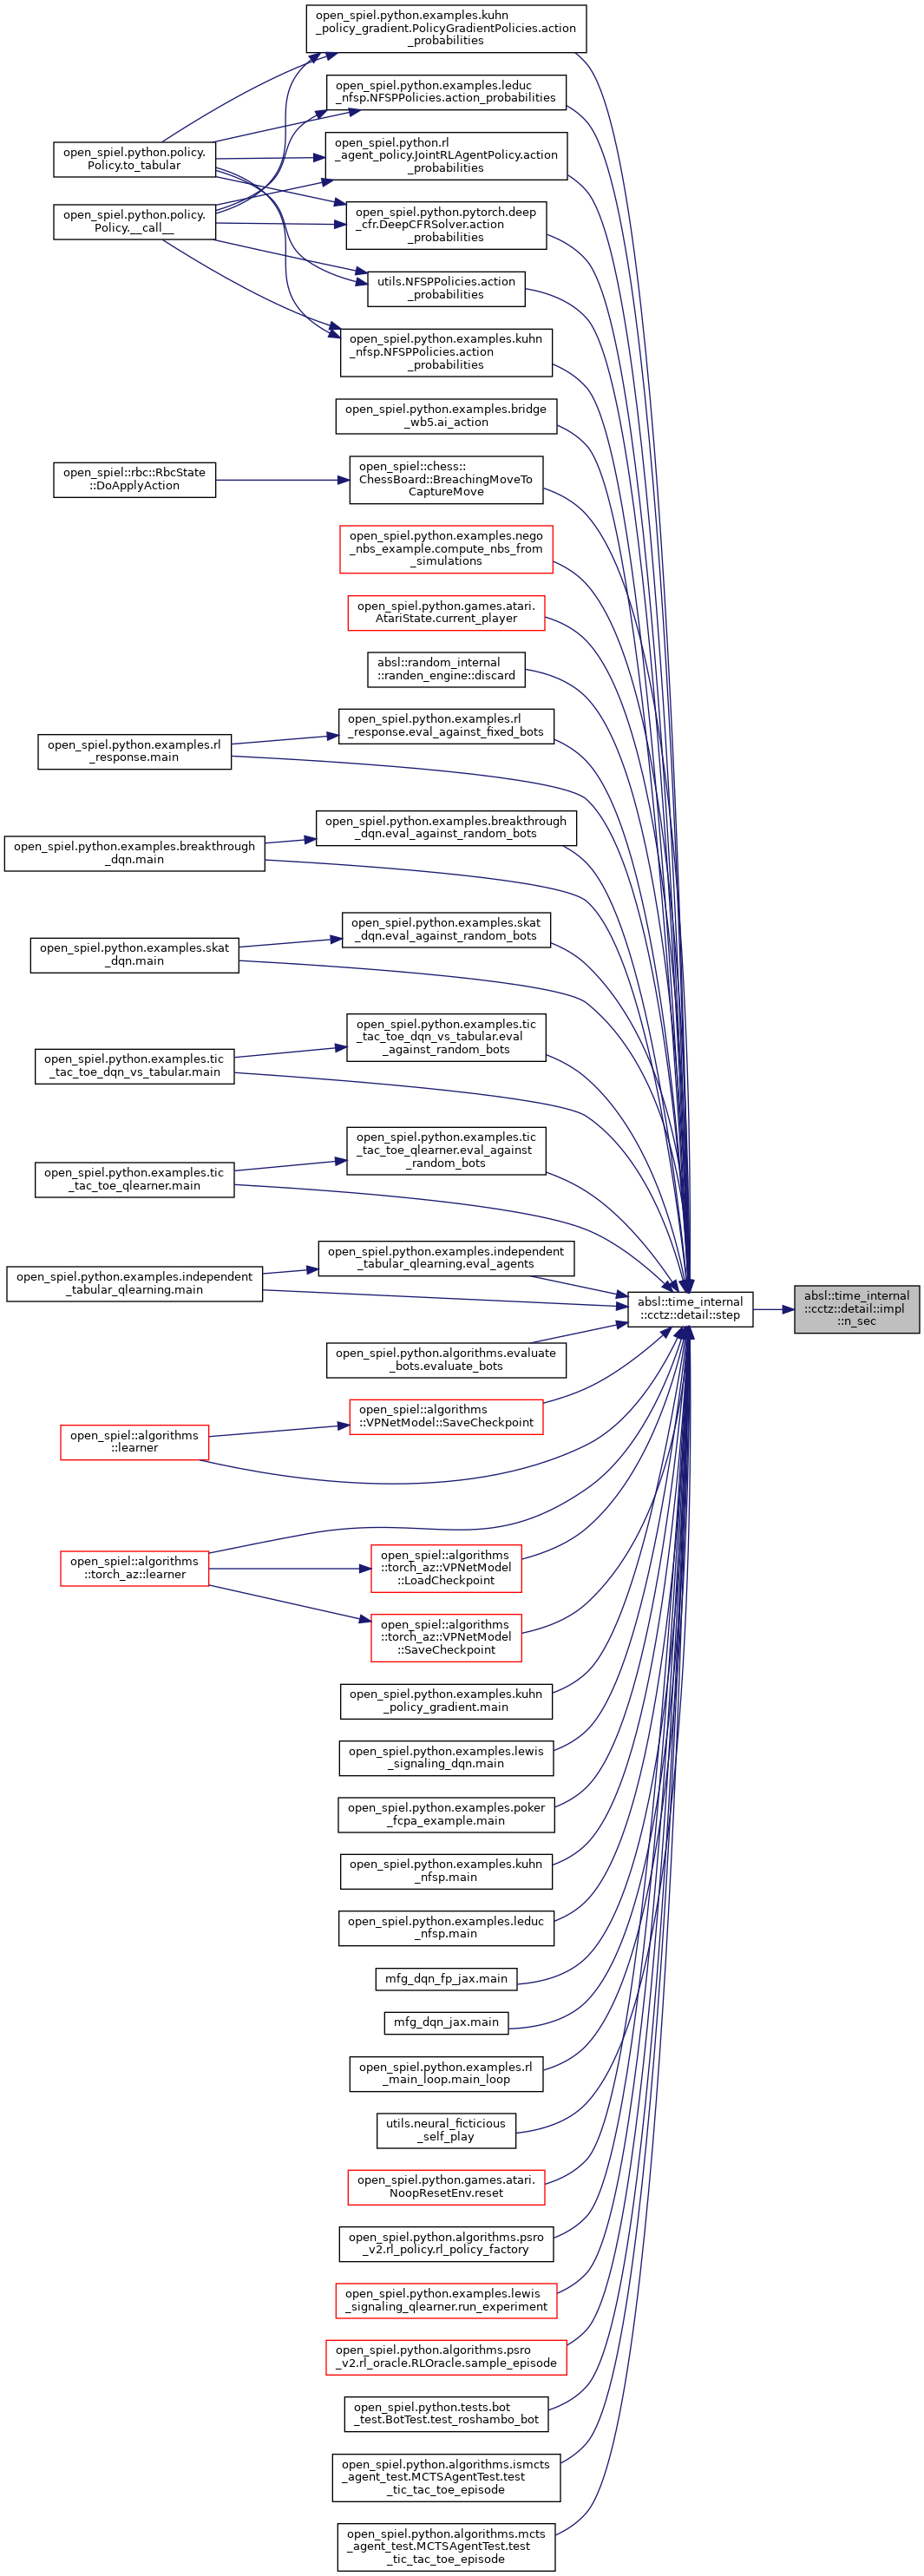 open_spiel.python.examples.kuhn
_policy_gradient.PolicyGradientPolicies.action
_probabilities
open_spiel.python.examples.leduc
_nfsp.NFSPPolicies.action_probabilities
open_spiel.python.rl
_agent_policy.JointRLAgentPolicy.action
_probabilities
open_spiel.python.policy.
Policy.to_tabular
open_spiel.python.policy.
Policy.__call__
open_spiel.python.pytorch.deep
_cfr.DeepCFRSolver.action
_probabilities
utils.NFSPPolicies.action
_probabilities
open_spiel.python.examples.kuhn
_nfsp.NFSPPolicies.action
_probabilities
open_spiel.python.examples.bridge
_wb5.ai_action
open_spiel::rbc::RbcState
::DoApplyAction
open_spiel::chess::
ChessBoard::BreachingMoveTo
CaptureMove
open_spiel.python.examples.nego
_nbs_example.compute_nbs_from
_simulations
open_spiel.python.games.atari.
AtariState.current_player
absl::random_internal
::randen_engine::discard
open_spiel.python.examples.rl
_response.eval_against_fixed_bots
open_spiel.python.examples.rl
_response.main
open_spiel.python.examples.breakthrough
_dqn.eval_against_random_bots
open_spiel.python.examples.breakthrough
_dqn.main
open_spiel.python.examples.skat
_dqn.eval_against_random_bots
open_spiel.python.examples.skat
_dqn.main
open_spiel.python.examples.tic
_tac_toe_dqn_vs_tabular.eval
_against_random_bots
open_spiel.python.examples.tic
_tac_toe_dqn_vs_tabular.main
open_spiel.python.examples.tic
_tac_toe_qlearner.eval_against
_random_bots
open_spiel.python.examples.tic
_tac_toe_qlearner.main
open_spiel.python.examples.independent
_tabular_qlearning.eval_agents
open_spiel.python.examples.independent
_tabular_qlearning.main
absl::time_internal
::cctz::detail::step
absl::time_internal
::cctz::detail::impl
::n_sec
open_spiel.python.algorithms.evaluate
_bots.evaluate_bots
open_spiel::algorithms
::VPNetModel::SaveCheckpoint
open_spiel::algorithms
::learner
open_spiel::algorithms
::torch_az::VPNetModel
::LoadCheckpoint
open_spiel::algorithms
::torch_az::learner
open_spiel::algorithms
::torch_az::VPNetModel
::SaveCheckpoint
open_spiel.python.examples.kuhn
_policy_gradient.main
open_spiel.python.examples.lewis
_signaling_dqn.main
open_spiel.python.examples.poker
_fcpa_example.main
open_spiel.python.examples.kuhn
_nfsp.main
open_spiel.python.examples.leduc
_nfsp.main
mfg_dqn_fp_jax.main
mfg_dqn_jax.main
open_spiel.python.examples.rl
_main_loop.main_loop
utils.neural_ficticious
_self_play
open_spiel.python.games.atari.
NoopResetEnv.reset
open_spiel.python.algorithms.psro
_v2.rl_policy.rl_policy_factory
open_spiel.python.examples.lewis
_signaling_qlearner.run_experiment
open_spiel.python.algorithms.psro
_v2.rl_oracle.RLOracle.sample_episode
open_spiel.python.tests.bot
_test.BotTest.test_roshambo_bot
open_spiel.python.algorithms.ismcts
_agent_test.MCTSAgentTest.test
_tic_tac_toe_episode
open_spiel.python.algorithms.mcts
_agent_test.MCTSAgentTest.test
_tic_tac_toe_episode